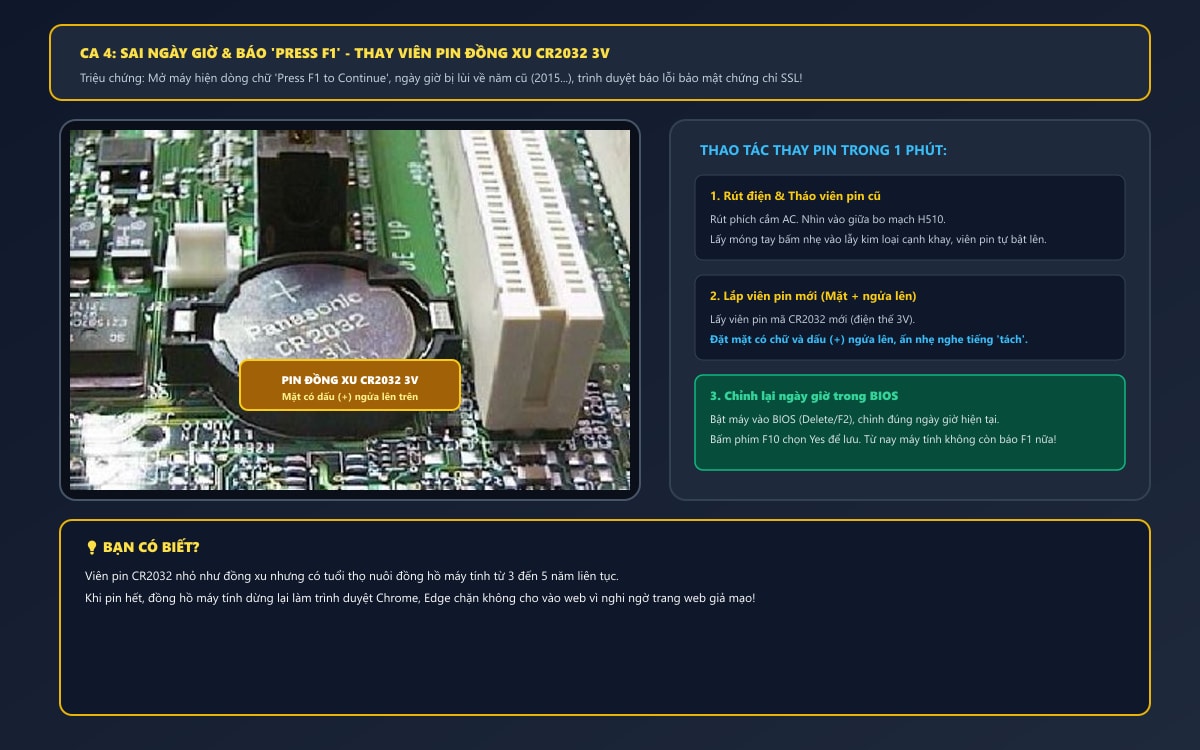 CA 4: SAI NGÀY GIỜ & BÁO 'PRESS F1' - THAY VIÊN PIN ĐỒNG XU CR2032 3V
Triệu chứng: Mở máy hiện dòng chữ 'Press F1 to Continue', ngày giờ bị lùi về năm cũ (2015...), trình duyệt báo lỗi bảo mật chứng chỉ SSL!
Panasonic
CR2032
3V
PIN ĐỒNG XU CR2032 3V
Mặt có dấu (+) ngửa lên trên
THAO TÁC THAY PIN TRONG 1 PHÚT:
1. Rút điện & Tháo viên pin cũ
Rút phích cắm AC. Nhìn vào giữa bo mạch H510.
Lấy móng tay bấm nhẹ vào lẫy kim loại cạnh khay, viên pin tự bật lên.
2. Lắp viên pin mới (Mặt + ngửa lên)
Lấy viên pin mã CR2032 mới (điện thế 3V).
Đặt mặt có chữ và dấu (+) ngửa lên, ấn nhẹ nghe tiếng 'tách'.
3. Chỉnh lại ngày giờ trong BIOS
Bật máy vào BIOS (Delete/F2), chỉnh đúng ngày giờ hiện tại.
Bấm phím F10 chọn Yes để lưu. Từ nay máy tính không còn báo F1 nữa!
BẠN CÓ BIẾT?
Viên pin CR2032 nhỏ như đồng xu nhưng có tuổi thọ nuôi đồng hồ máy tính từ 3 đến 5 năm liên tục.
Khi pin hết, đồng hồ máy tính dừng lại làm trình duyệt Chrome, Edge chặn không cho vào web vì nghi ngờ trang web giả mạo!